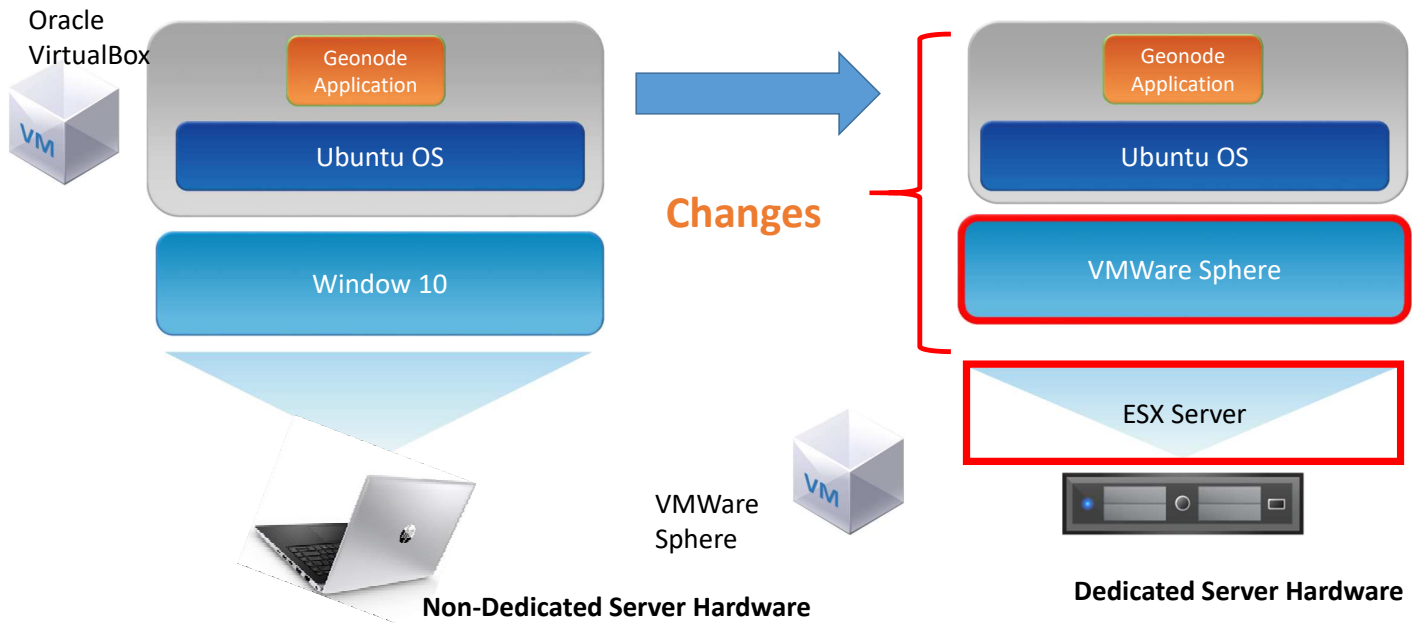 Oracle
VirtualBox
VM
Geonode
Application
Ubuntu OS
Window 10
Non-Dedicated Server Hardware
Changes
Geonode
Application
Ubuntu OS
VMWare Sphere
ESX Server
VM
VMWare
Sphere
Dedicated Server Hardware